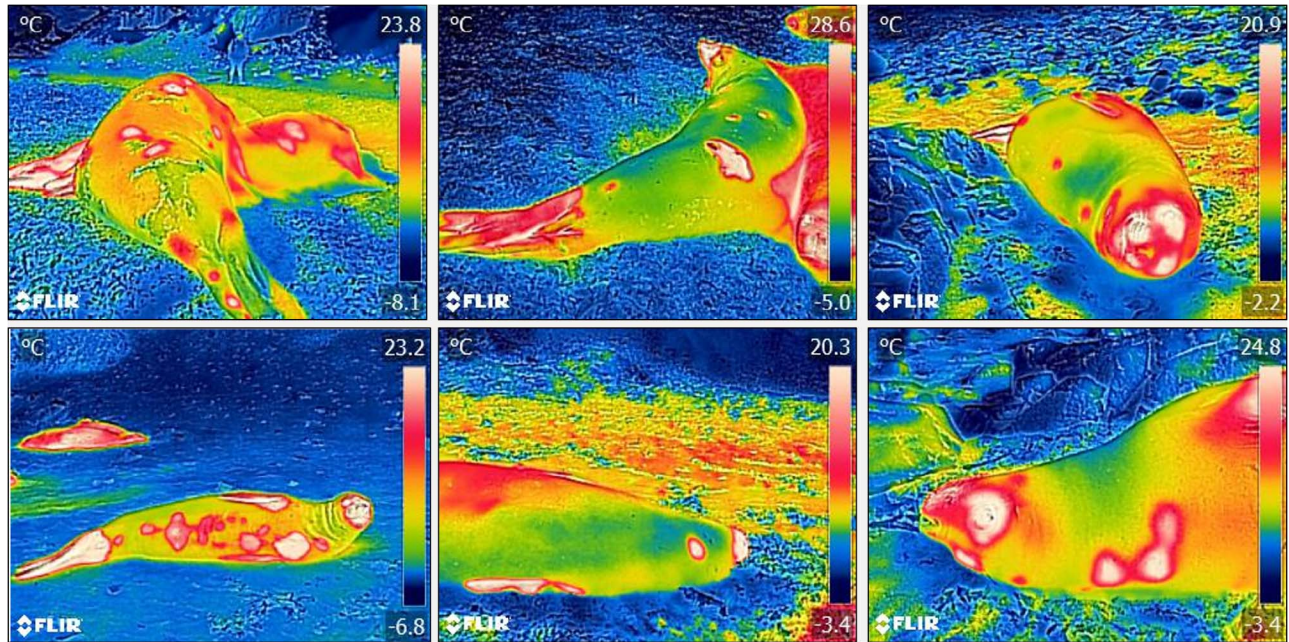 °C 23.8
FLIR -8.1
°C 28.6
FLIR -5.0
°C 20.9
FLIR -2.2
°C 23.2
FLIR -6.8
°C 20.3
FLIR -3.4
°C 24.8
FLIR -3.4